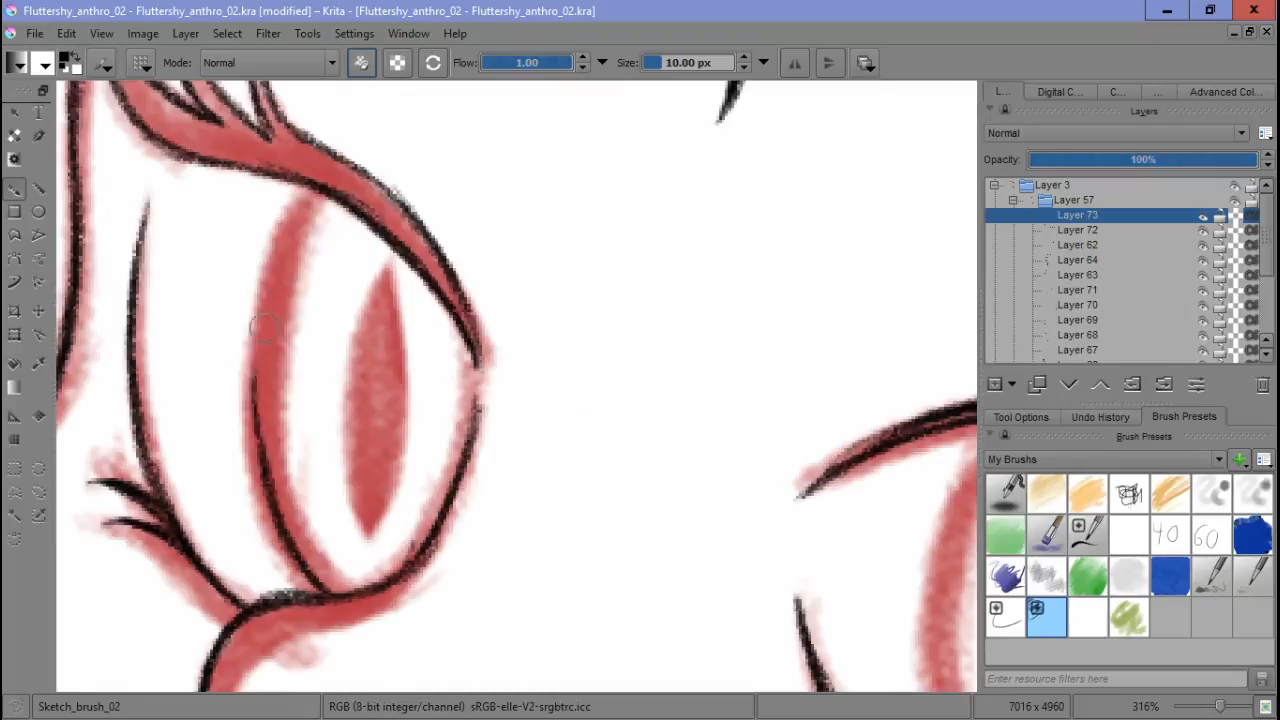 Fluttershy_anthro_02 - Fluttershy_anthro_02.kra [modified] – Krita - [Fluttershy_anthro_02 - Fluttershy_anthro_02.kra]
File Edit View Image Layer Select Filter Tools Settings Window Help
Mode: Normal Flow: 1.00 Size: 10.00 px
L... Digital C... C... ... Advanced Col...
Layers
Normal
Opacity: 100%
Layer 3
Layer 57
Layer 73
Layer 72
Layer 62
Layer 64
Layer 63
Layer 71
Layer 70
Layer 69
Layer 68
Layer 67
Tool Options Undo History Brush Presets
Brush Presets
My Brushes
40 60
Enter resource filters here
Sketch_brush_02 RGB (8-bit integer/channel) sRGB-elle-V2-srgbtrc.icc 7016 x 4960 316%